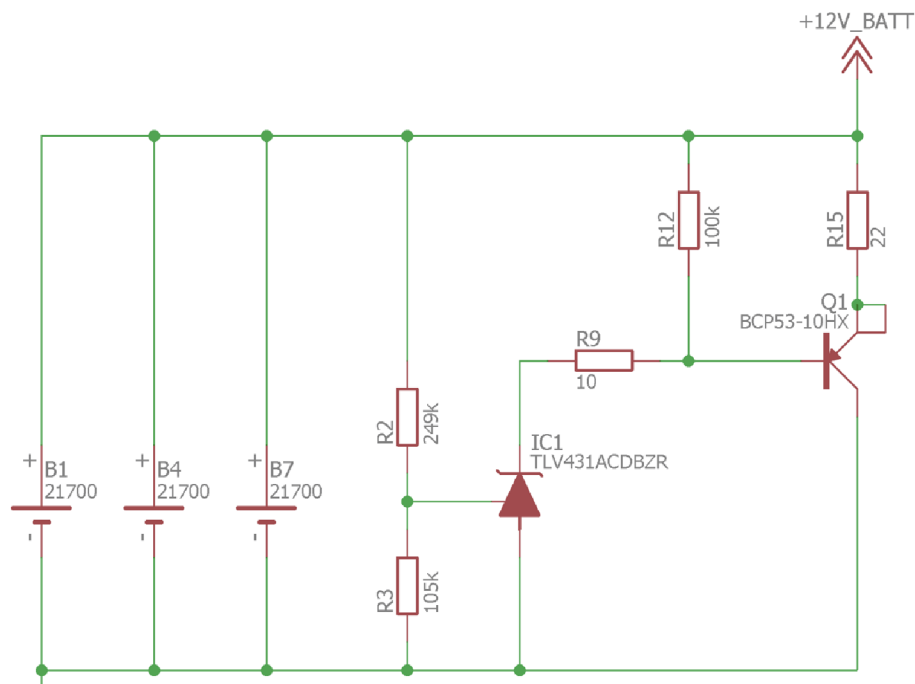 +12V_BATT
R12
100k
R15
22
Q1
BCP53-10HX
R9
10
R2
249k
IC1
TLV431ACDBZR
+
B1
21700
-
+
B4
21700
-
+
B7
21700
-
R3
105k